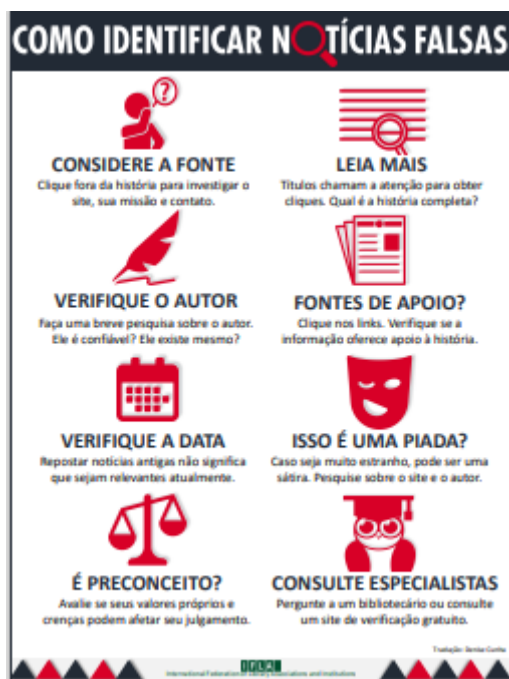 COMO IDENTIFICAR NOTÍCIAS FALSAS
?
CONSIDERE A FONTE
Clique fora da história para investigar o
site, sua missão e contato.
LEIA MAIS
Títulos chamam a atenção para obter
cliques. Qual é a história completa?
VERIFIQUE O AUTOR
Faça uma breve pesquisa sobre o autor.
Ele é confiável? Ele existe mesmo?
FONTES DE APOIO?
Clique nos links. Verifique se a
informação oferece apoio à história.
VERIFIQUE A DATA
Repostar notícias antigas não significa
que sejam relevantes atualmente.
ISSO É UMA PIADA?
Caso seja muito estranho, pode ser uma
sátira. Pesquise sobre o site e o autor.
É PRECONCEITO?
Avalie se seus valores próprios e
crenças podem afetar seu julgamento.
CONSULTE ESPECIALISTAS
Pergunte a um bibliotecário ou consulte
um site de verificação gratuito.
Tradução: Denise Cunha
IFLA
International Federation of Library Associations and Institutions